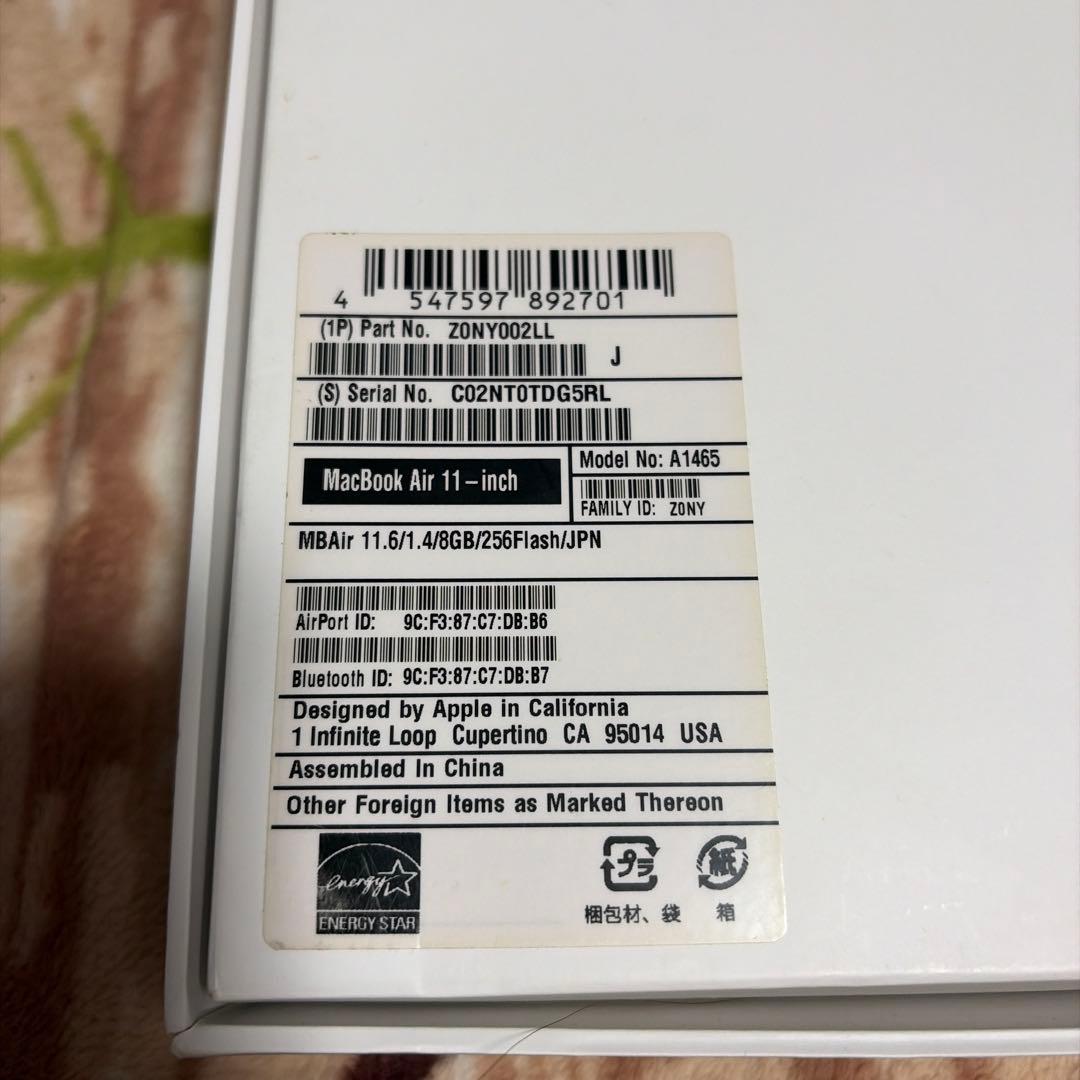 4 547597 892701
(1P) Part No. Z0NY002LL
J
(S) Serial No. C02NT0TDG5RL
MacBook Air 11-inch
Model No: A1465
FAMILY ID: Z0NY
MBAir 11.6/1.4/8GB/256Flash/JPN
AirPort ID: 9C:F3:87:C7:DB:B6
Bluetooth ID: 9C:F3:87:C7:DB:B7
Designed by Apple in California
1 Infinite Loop Cupertino CA 95014 USA
Assembled In China
Other Foreign Items as Marked Thereon
energy
ENERGY STAR
プラ
紙
梱包材、袋
箱